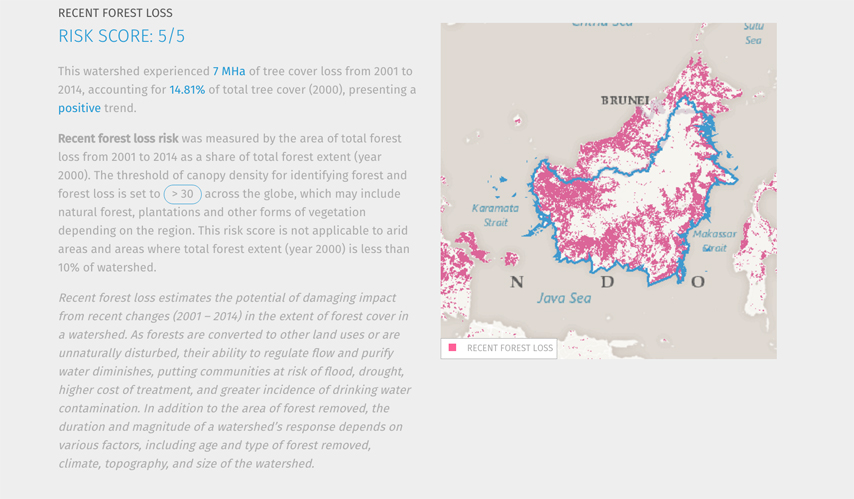 RECENT FOREST LOSS
RISK SCORE: 5/5
This watershed experienced 7 MHa of tree cover loss from 2001 to
2014, accounting for 14.81% of total tree cover (2000), presenting a
positive trend.
Recent forest loss risk was measured by the area of total forest
loss from 2001 to 2014 as a share of total forest extent (year
2000). The threshold of canopy density for identifying forest and
forest loss is set to > 30 across the globe, which may include
natural forest, plantations and other forms of vegetation
depending on the region. This risk score is not applicable to arid
areas and areas where total forest extent (year 2000) is less than
10% of watershed.
Recent forest loss estimates the potential of damaging impact
from recent changes (2001 – 2014) in the extent of forest cover in
a watershed. As forests are converted to other land uses or are
unnaturally disturbed, their ability to regulate flow and purify
water diminishes, putting communities at risk of flood, drought,
higher cost of treatment, and greater incidence of drinking water
contamination. In addition to the area of forest removed, the
duration and magnitude of a watershed's response depends on
various factors, including age and type of forest removed,
climate, topography, and size of the watershed.
China Sea
Sulu
Sea
BRUNEI
Karamata
Strait
Makassar
Strait
N D O
Java Sea
RECENT FOREST LOSS